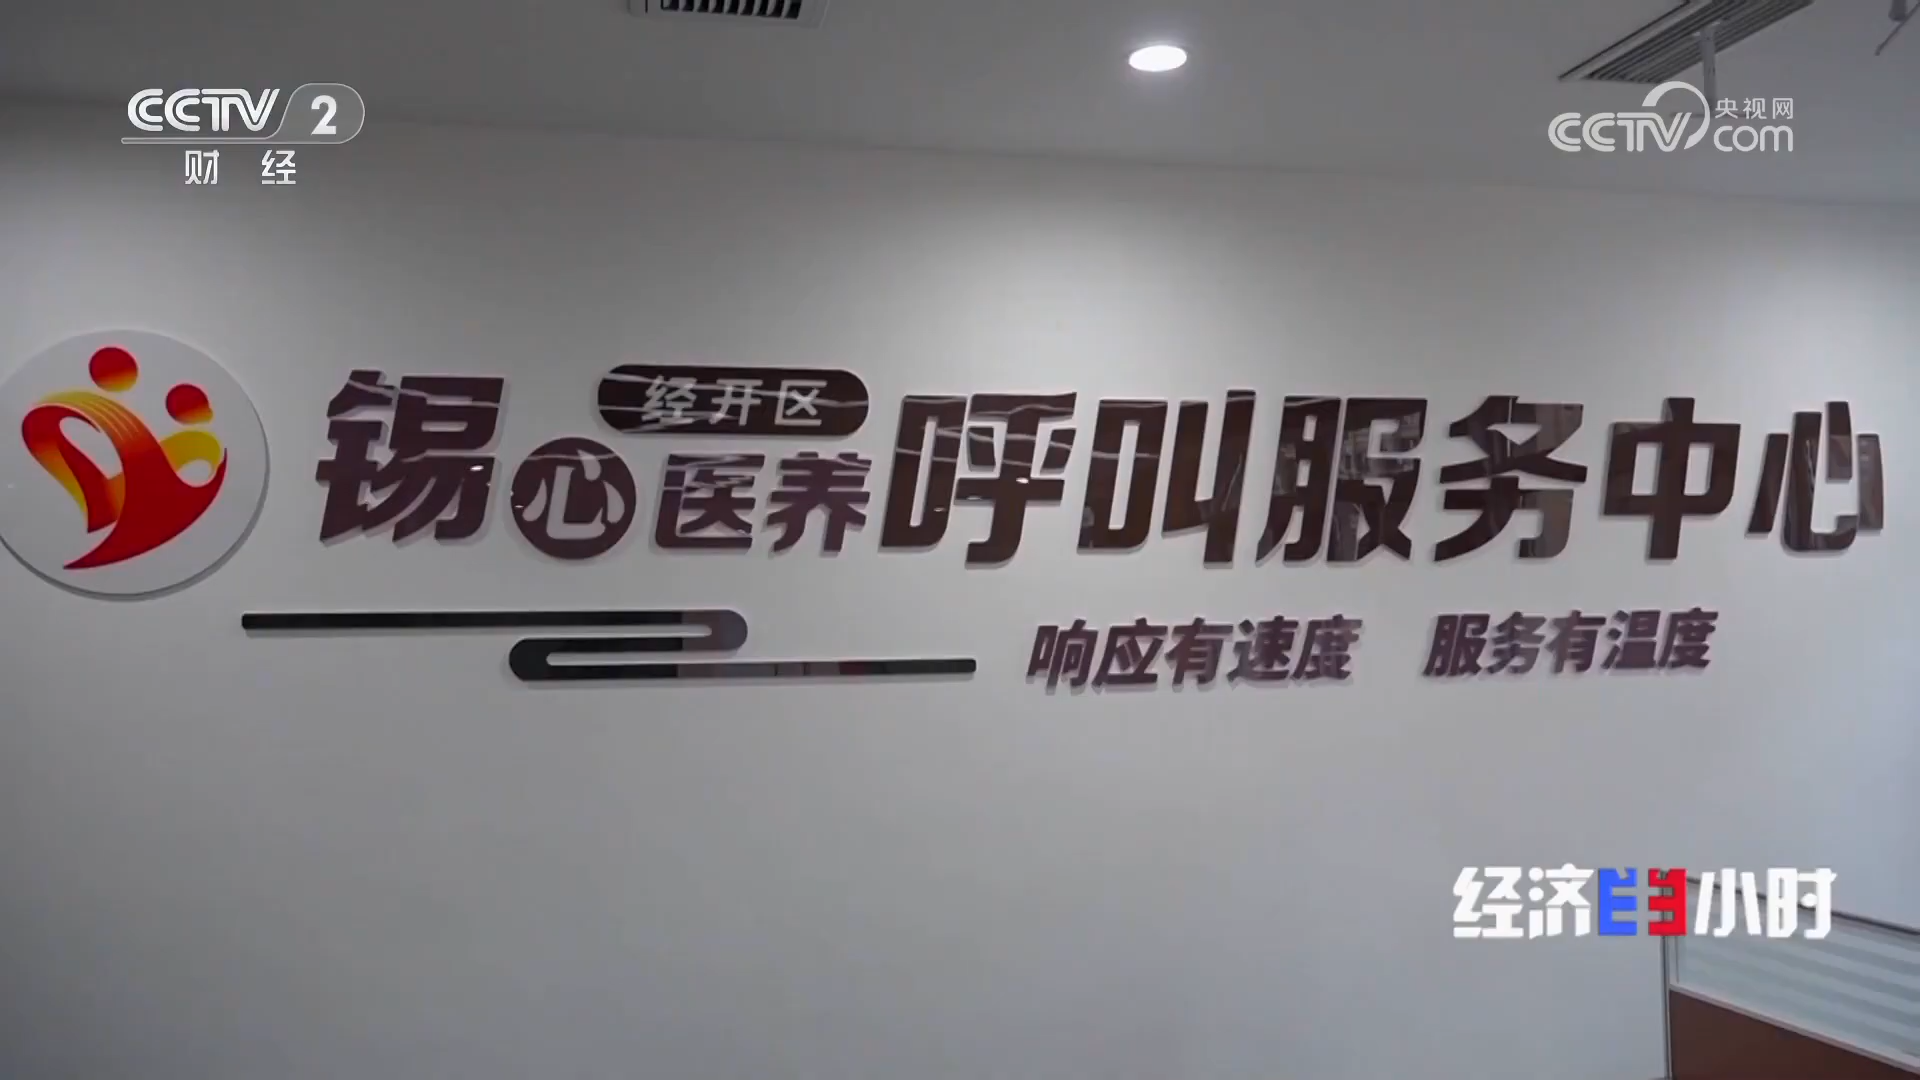 CCTV 2
财 经
央视网
CCTV com
经开区
锡心医养呼叫服务中心
响应有速度 服务有温度
经济半小时